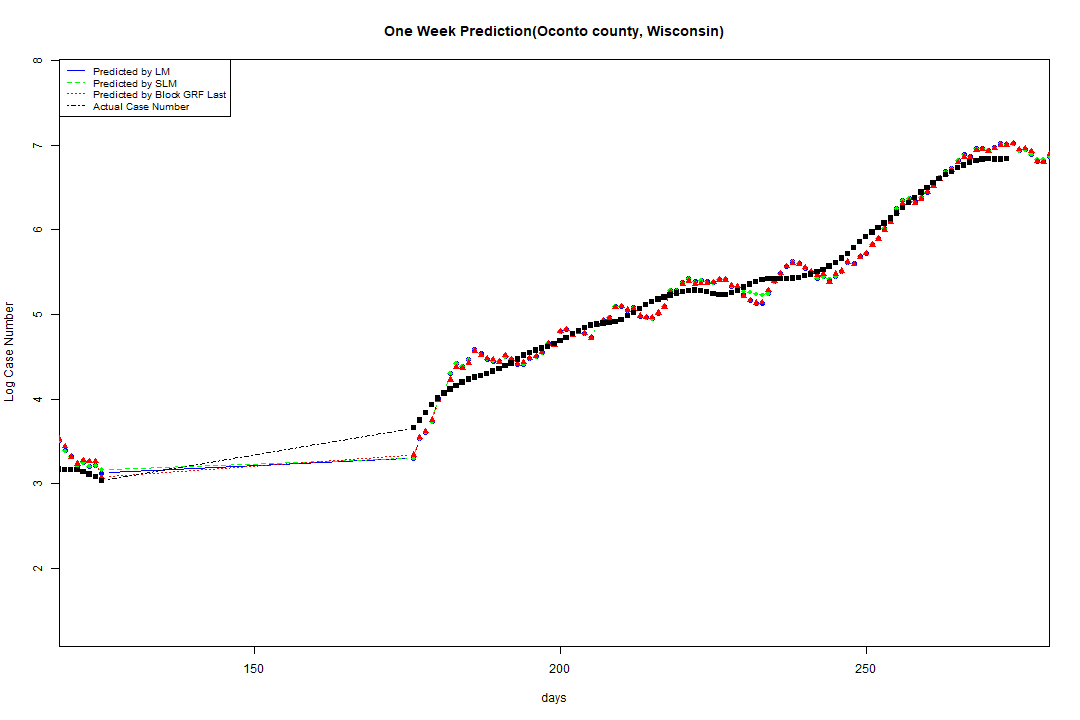 One Week Prediction(Oconto county, Wisconsin)
Predicted by LM
Predicted by SLM
Predicted by Block GRF Last
Actual Case Number
8
7
6
5
4
3
2
Log Case Number
150
200
250
days